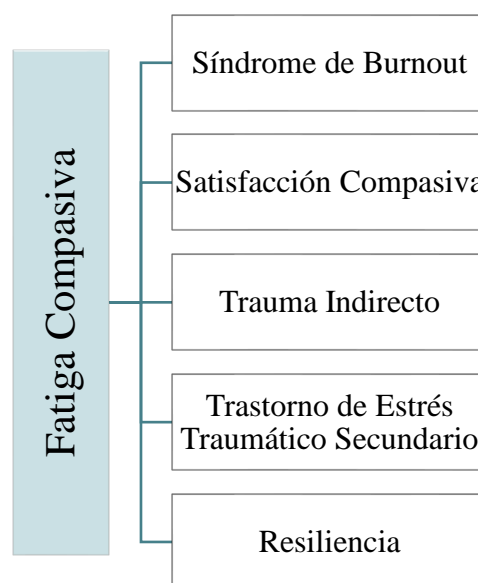 Fatiga Compasiva
Síndrome de Burnout
Satisfacción Compasiva
Trauma Indirecto
Trastorno de Estrés
Traumático Secundario
Resiliencia